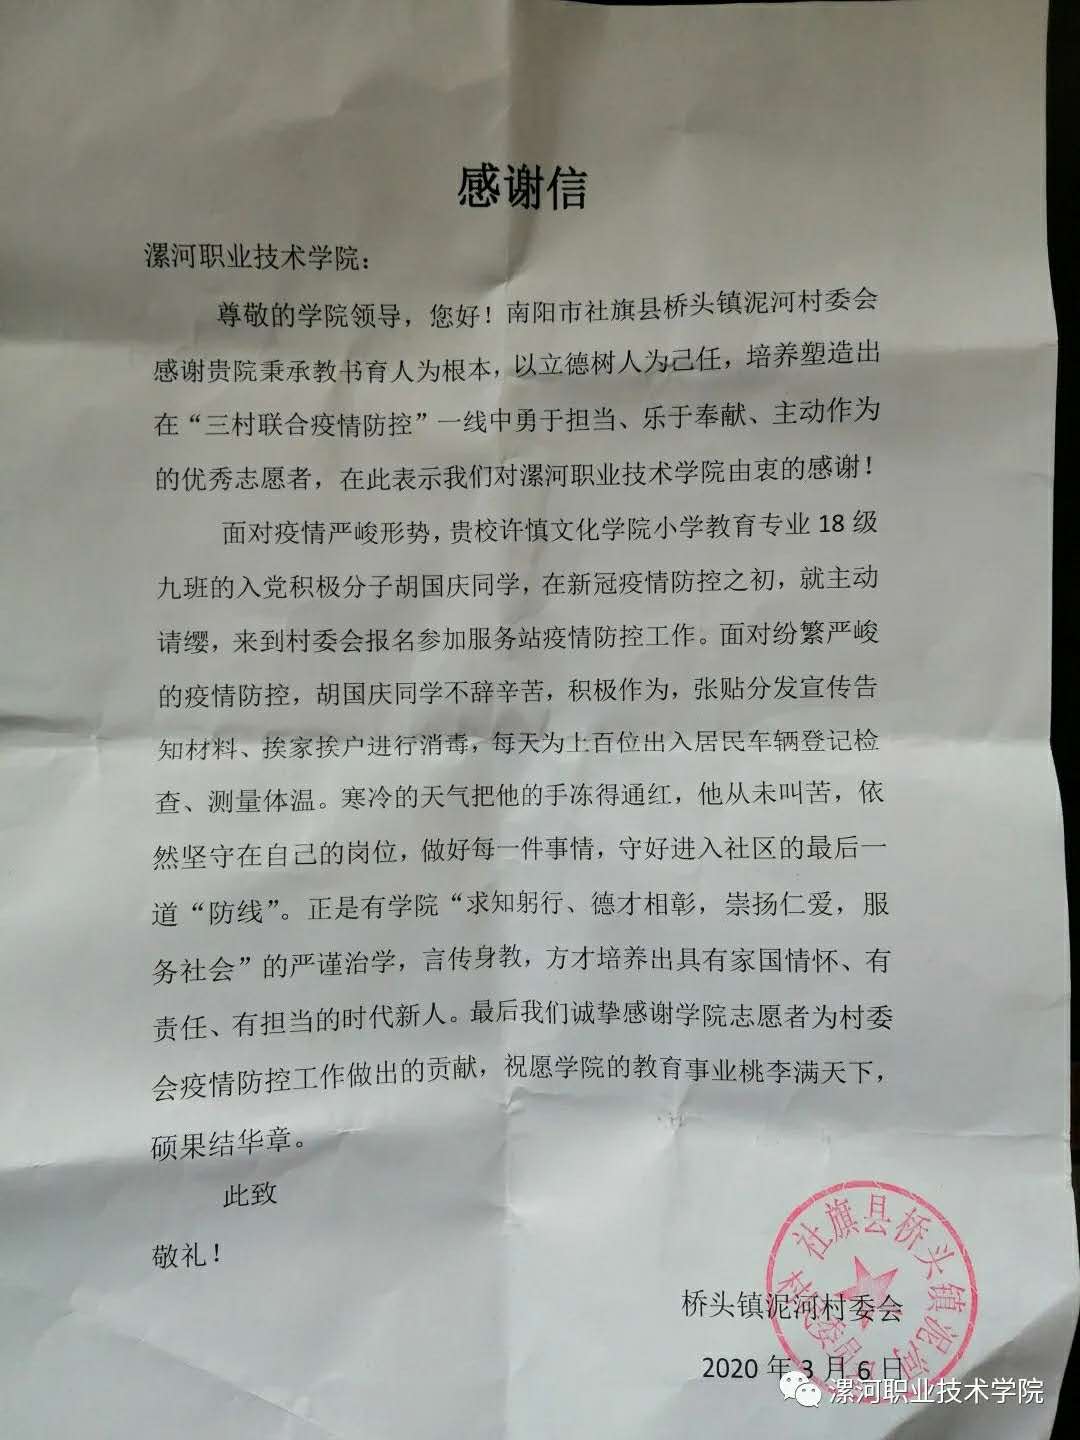 感谢信
漯河职业技术学院：
尊敬的学院领导，您好！南阳市社旗县桥头镇泥河村委会
感谢贵院秉承教书育人为根本，以立德树人为己任，培养塑造出
在“三村联合疫情防控”一线中勇于担当、乐于奉献、主动作为
的优秀志愿者，在此表示我们对漯河职业技术学院由衷的感谢！
面对疫情严峻形势，贵校许慎文化学院小学教育专业 18 级
九班的入党积极分子胡国庆同学，在新冠疫情防控之初，就主动
请缨，来到村委会报名参加服务站疫情防控工作。面对纷繁严峻
的疫情防控，胡国庆同学不辞辛苦，积极作为，张贴分发宣传告
知材料、挨家挨户进行消毒，每天为上百位出入居民车辆登记检
查、测量体温。寒冷的天气把他的手冻得通红，他从未叫苦，依
然坚守在自己的岗位，做好每一件事情，守好进入社区的最后一
道“防线”。正是有学院“求知躬行、德才相彰，崇扬仁爱，服
务社会”的严谨治学，言传身教，方才培养出具有家国情怀、有
责任、有担当的时代新人。最后我们诚挚感谢学院志愿者为村委
会疫情防控工作做出的贡献，祝愿学院的教育事业桃李满天下，
硕果结华章。
此致
敬礼！
桥头镇泥河村委会
2020 年 3 月 6 日
社旗县桥头镇泥河
村民委员
漯河职业技术学院